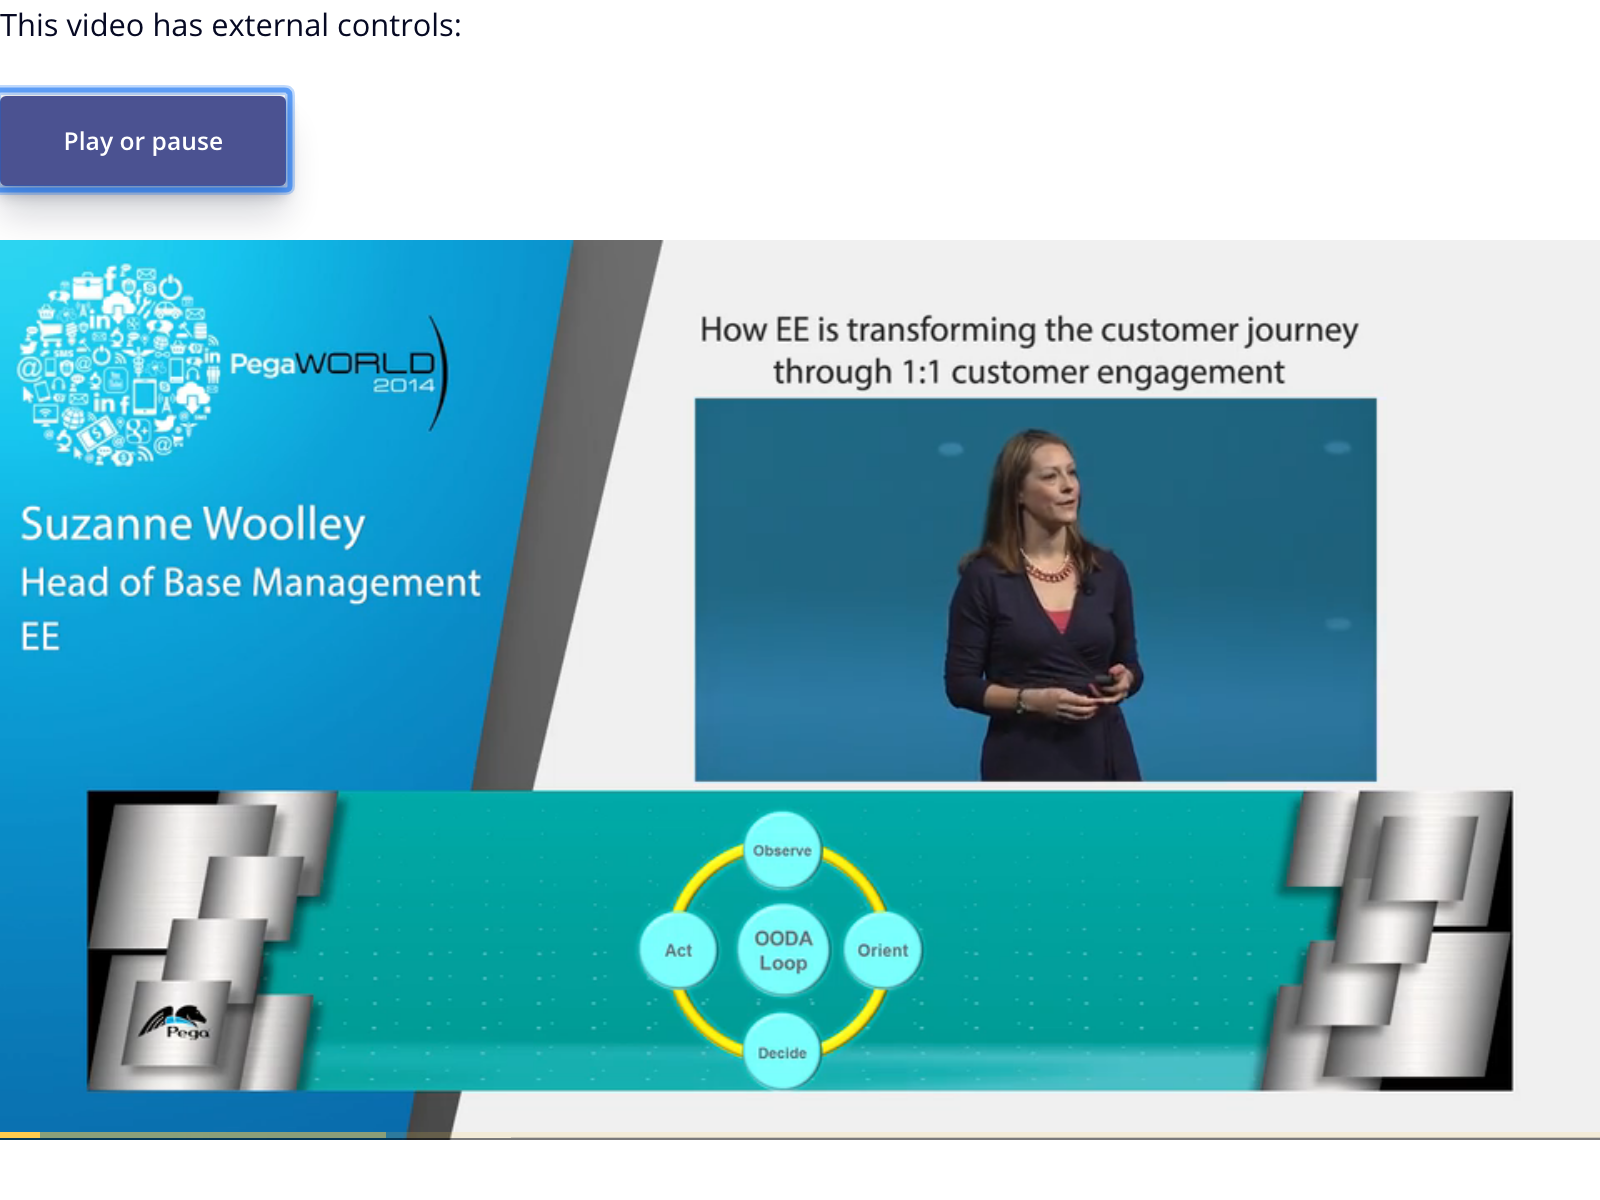 This video has external controls:
Play or pause
PegaWORLD
2014
Suzanne Woolley
Head of Base Management
EE
How EE is transforming the customer journey
through 1:1 customer engagement
Observe
Act
OODA
Loop
Orient
Decide
Pega